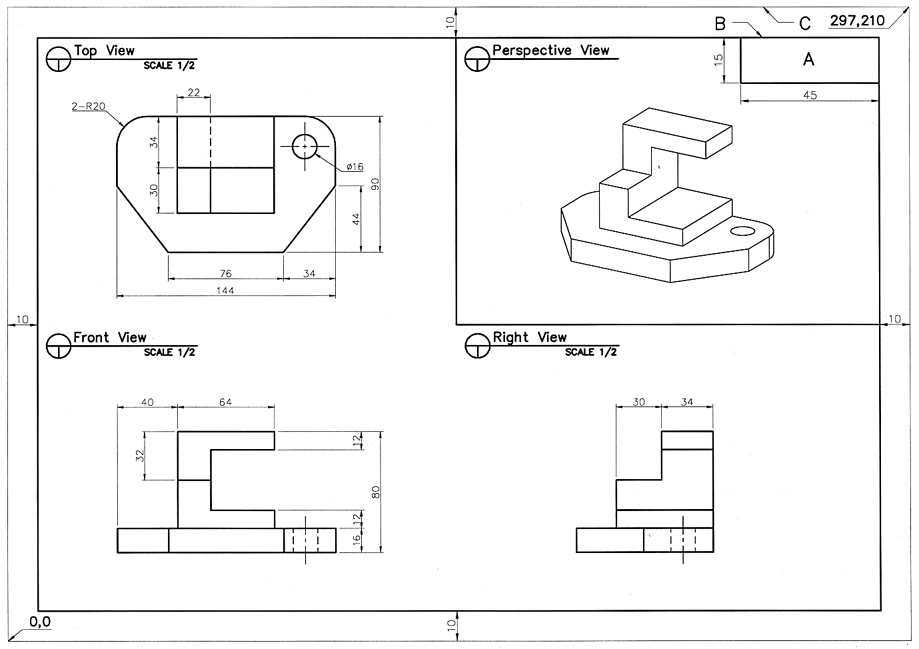 10
B
C
297,210
Top View
SCALE 1/2
Perspective View
15
A
45
22
2-R20
34
30
ø16
90
44
76
34
144
10
10
Front View
SCALE 1/2
Right View
SCALE 1/2
40
64
32
12
80
12
16
30
34
0,0
10